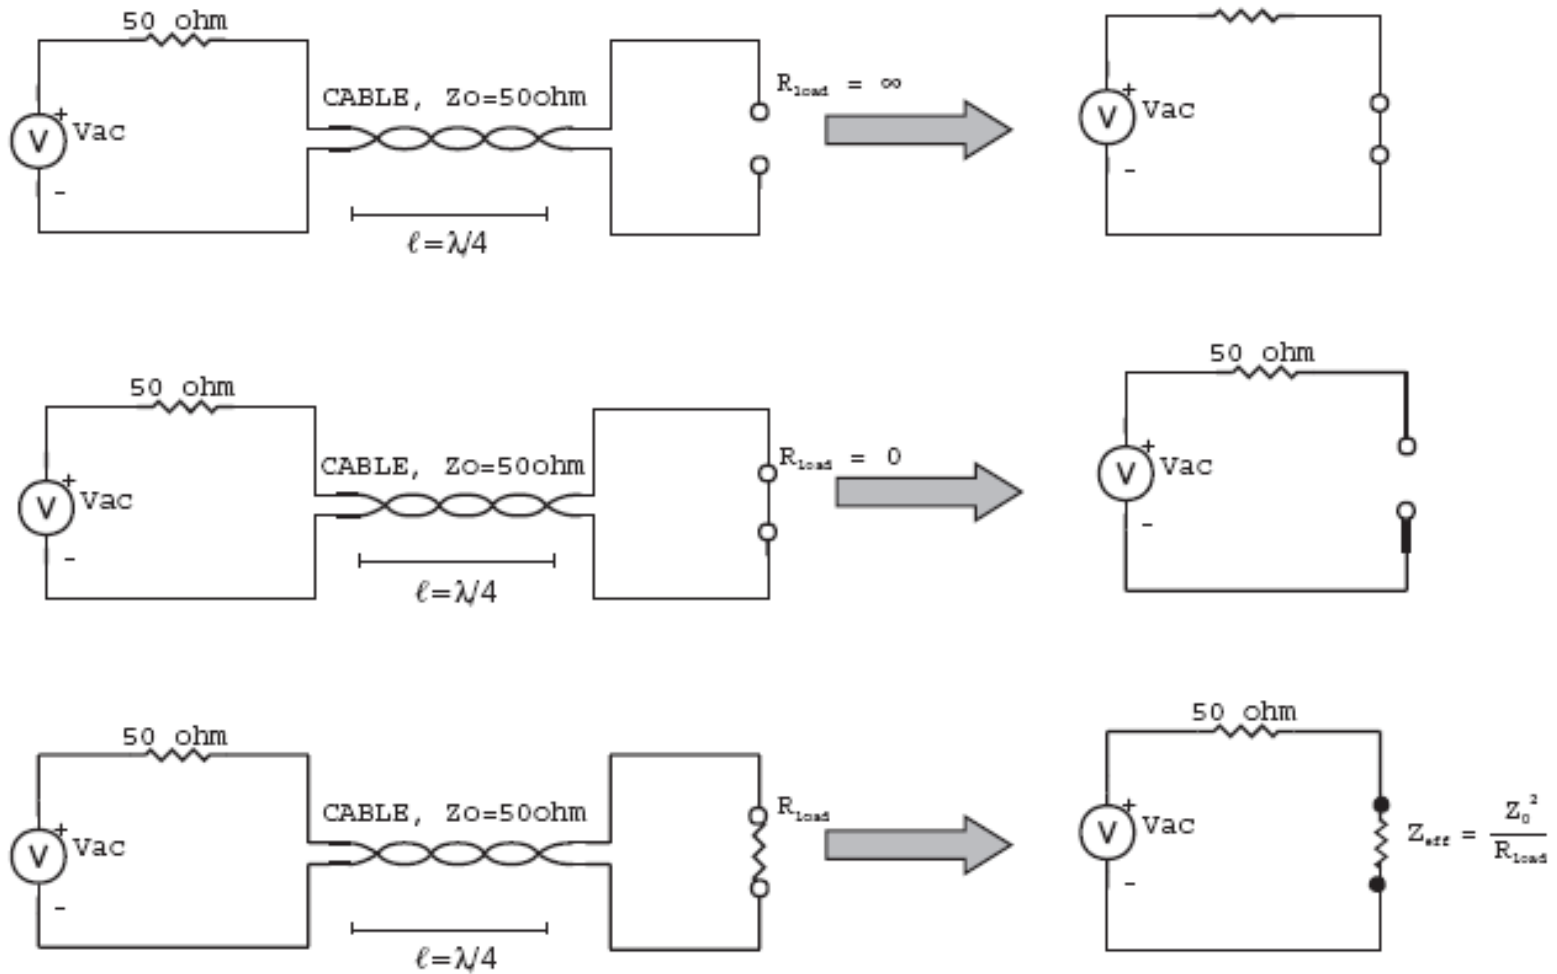 50 ohm
+
Vac
-
CABLE, Zo=50ohm
ℓ=λ/4
R_load = ∞
+
Vac
-
50 ohm
+
Vac
-
CABLE, Zo=50ohm
ℓ=λ/4
R_load = 0
50 ohm
+
Vac
-
50 ohm
+
Vac
-
CABLE, Zo=50ohm
ℓ=λ/4
R_load
50 ohm
+
Vac
-
Z_eff = Z_0^2 / R_load
V
V
V
V
V
V